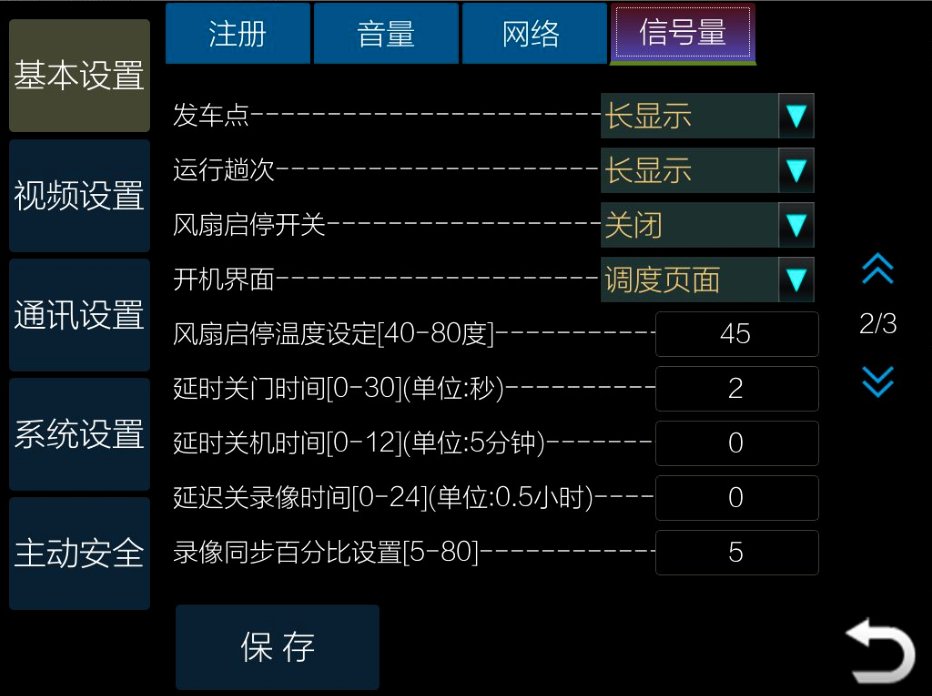 注册 音量 网络 信号量
基本设置
视频设置
通讯设置
系统设置
主动安全
发车点 长显示
运行趟次 长显示
风扇启停开关 关闭
开机界面 调度页面
风扇启停温度设定[40-80度] 45
延时关门时间[0-30](单位:秒) 2
延时关机时间[0-12](单位:5分钟) 0
延迟关录像时间[0-24](单位:0.5小时) 0
录像同步百分比设置[5-80] 5
2/3
保存